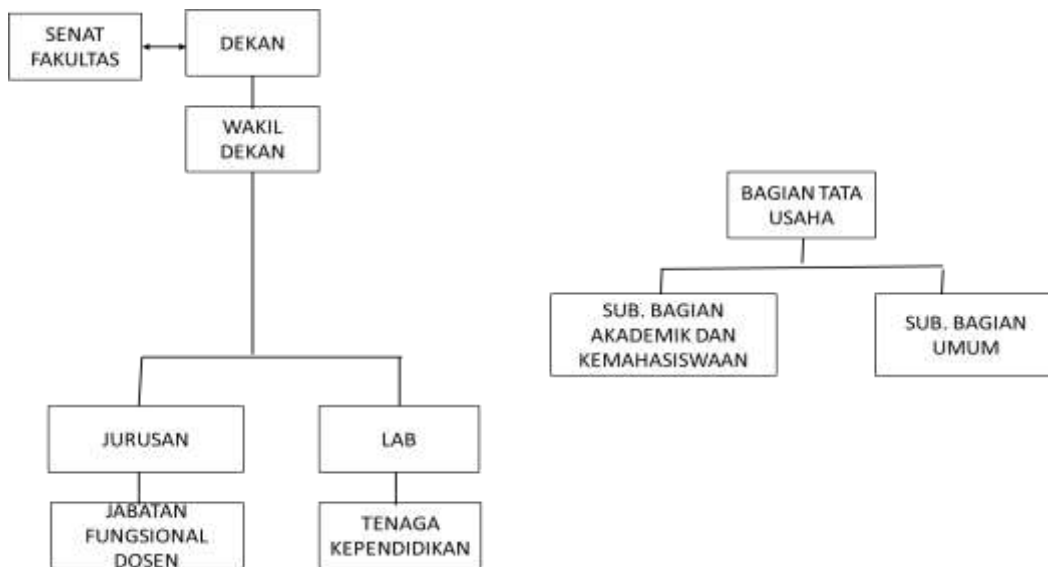 SENAT
FAKULTAS
DEKAN
WAKIL
DEKAN
BAGIAN TATA
USAHA
SUB. BAGIAN
AKADEMIK DAN
KEMAHASISWAAN
SUB. BAGIAN
UMUM
JURUSAN
LAB
JABATAN
FUNGSIONAL
DOSEN
TENAGA
KEPENDIDIKAN